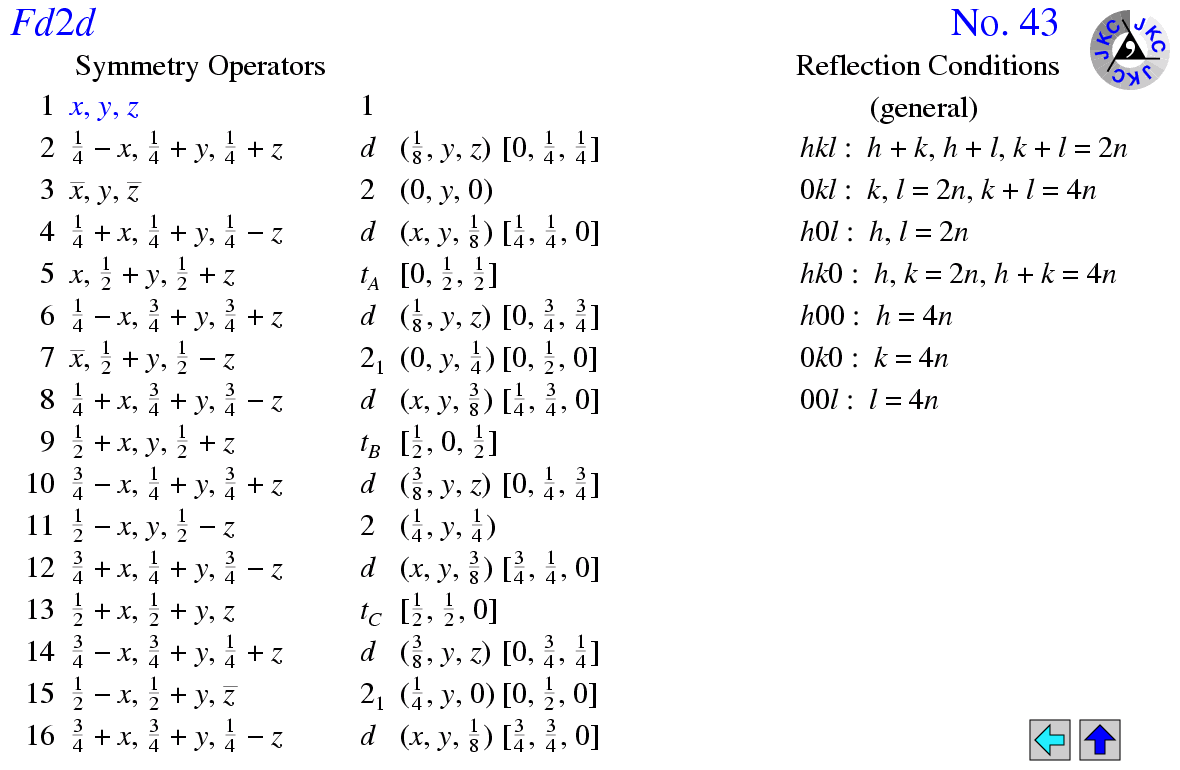 Fd2d No. 43
JKC JKC JKC JKC
Symmetry Operators Reflection Conditions
1 x, y, z 1 (general)
2 1/4 − x, 1/4 + y, 1/4 + z d (1/8, y, z) [0, 1/4, 1/4] hkl : h + k, h + l, k + l = 2n
3 x̅, y, z̅ 2 (0, y, 0) 0kl : k, l = 2n, k + l = 4n
4 1/4 + x, 1/4 + y, 1/4 − z d (x, y, 1/8) [1/4, 1/4, 0] h0l : h, l = 2n
5 x, 1/2 + y, 1/2 + z t_A [0, 1/2, 1/2] hk0 : h, k = 2n, h + k = 4n
6 1/4 − x, 3/4 + y, 3/4 + z d (1/8, y, z) [0, 3/4, 3/4] h00 : h = 4n
7 x̅, 1/2 + y, 1/2 − z 2₁ (0, y, 1/4) [0, 1/2, 0] 0k0 : k = 4n
8 1/4 + x, 3/4 + y, 3/4 − z d (x, y, 3/8) [1/4, 3/4, 0] 00l : l = 4n
9 1/2 + x, y, 1/2 + z t_B [1/2, 0, 1/2]
10 3/4 − x, 1/4 + y, 3/4 + z d (3/8, y, z) [0, 1/4, 3/4]
11 1/2 − x, y, 1/2 − z 2 (1/4, y, 1/4)
12 3/4 + x, 1/4 + y, 3/4 − z d (x, y, 3/8) [3/4, 1/4, 0]
13 1/2 + x, 1/2 + y, z t_C [1/2, 1/2, 0]
14 3/4 − x, 3/4 + y, 1/4 + z d (3/8, y, z) [0, 3/4, 1/4]
15 1/2 − x, 1/2 + y, z̅ 2₁ (1/4, y, 0) [0, 1/2, 0]
16 3/4 + x, 3/4 + y, 1/4 − z d (x, y, 1/8) [3/4, 3/4, 0]